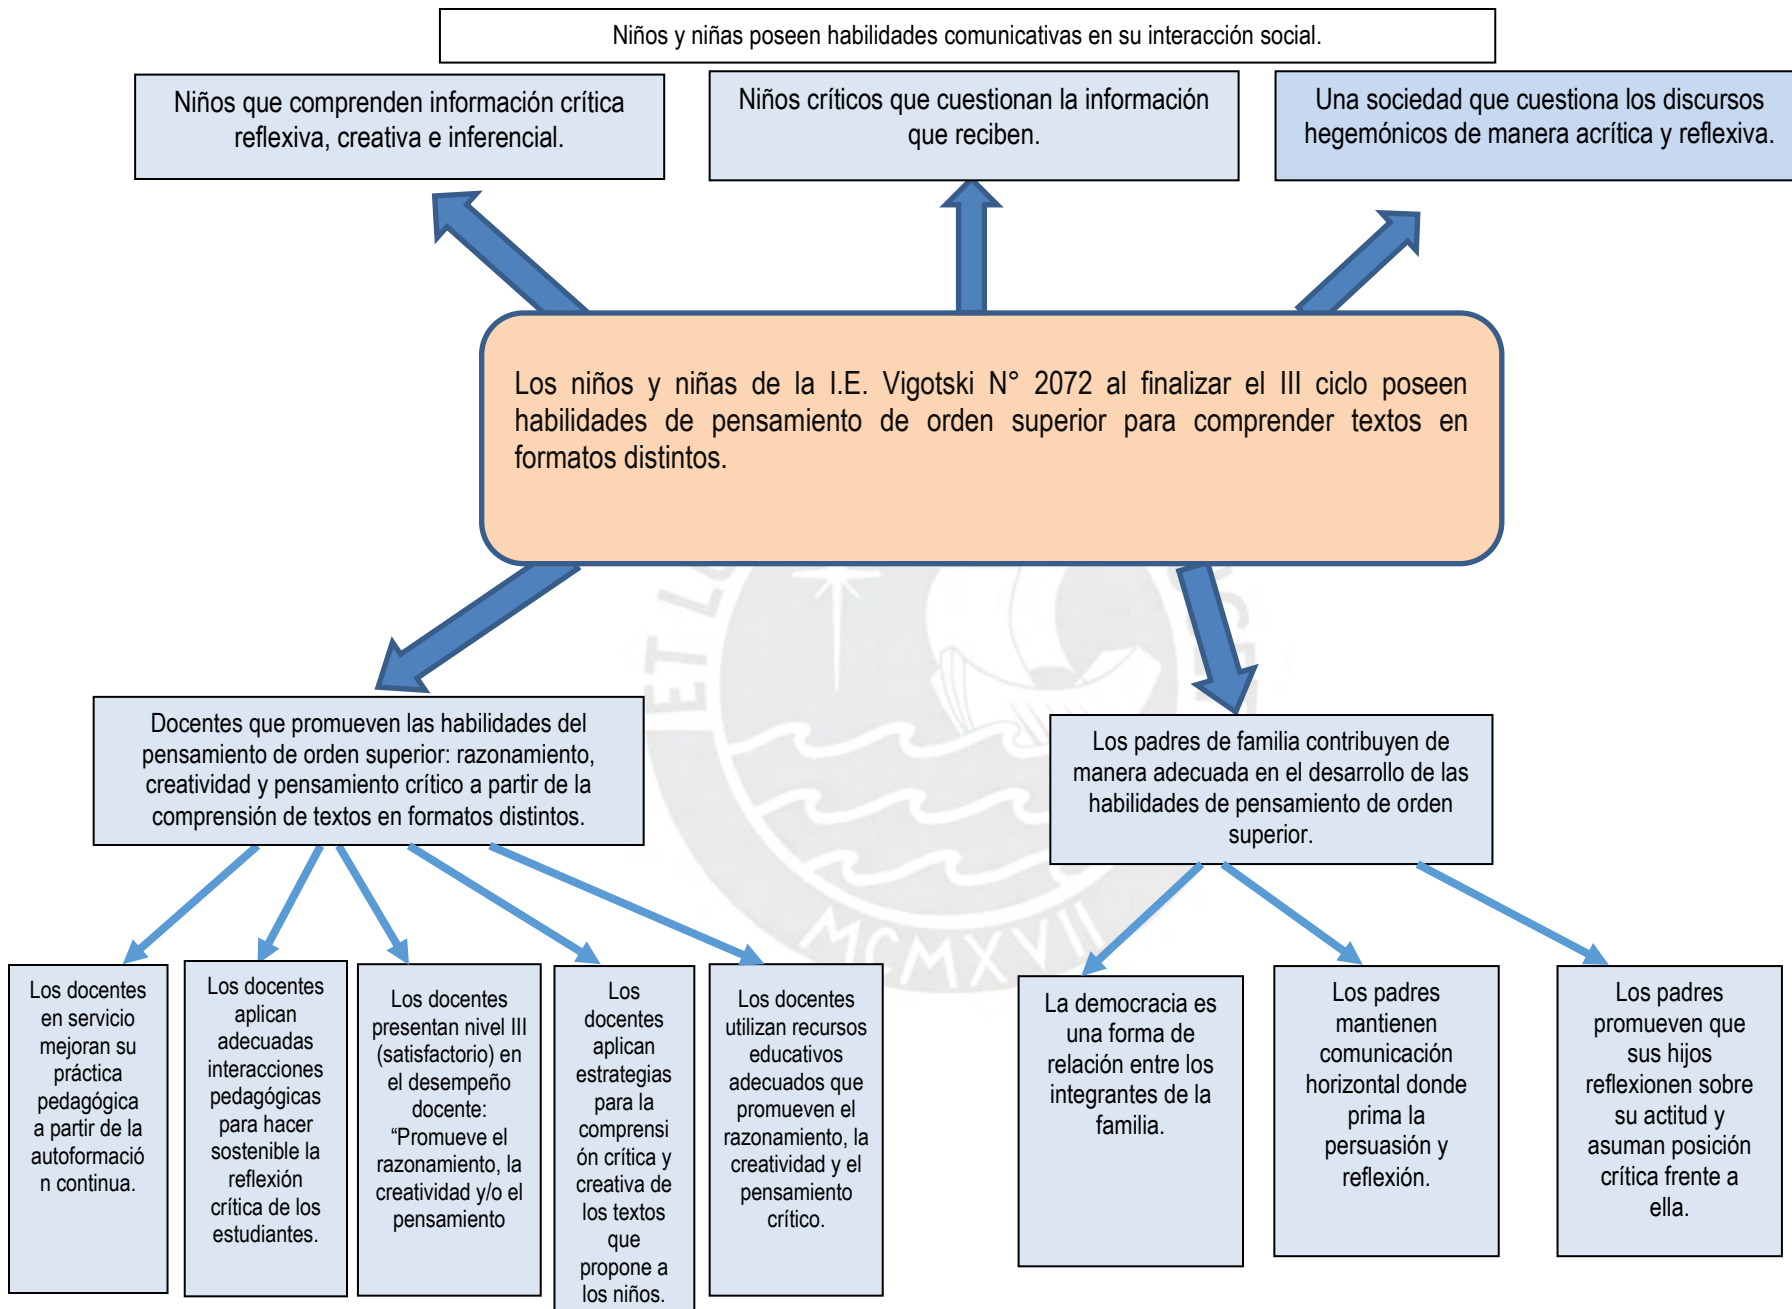 Niños y niñas poseen habilidades comunicativas en su interacción social.
Niños que comprenden información crítica
reflexiva, creativa e inferencial.
Niños críticos que cuestionan la información
que reciben.
Una sociedad que cuestiona los discursos
hegemónicos de manera acrítica y reflexiva.
Los niños y niñas de la I.E. Vigotski N° 2072 al finalizar el III ciclo poseen
habilidades de pensamiento de orden superior para comprender textos en
formatos distintos.
ET
MCMXVII
Docentes que promueven las habilidades del
pensamiento de orden superior: razonamiento,
creatividad y pensamiento crítico a partir de la
comprensión de textos en formatos distintos.
Los padres de familia contribuyen de
manera adecuada en el desarrollo de las
habilidades de pensamiento de orden
superior.
Los docentes
en servicio
mejoran su
práctica
pedagógica
a partir de la
autoformació
n continua.
Los docentes
aplican
adecuadas
interacciones
pedagógicas
para hacer
sostenible la
reflexión
crítica de los
estudiantes.
Los docentes
presentan nivel III
(satisfactorio) en
el desempeño
docente:
“Promueve el
razonamiento, la
creatividad y/o el
pensamiento
Los
docentes
aplican
estrategias
para la
comprensi
ón crítica y
creativa de
los textos
que
propone a
los niños.
Los docentes
utilizan recursos
educativos
adecuados que
promueven el
razonamiento, la
creatividad y el
pensamiento
crítico.
La democracia es
una forma de
relación entre los
integrantes de la
familia.
Los padres
mantienen
comunicación
horizontal donde
prima la
persuasión y
reflexión.
Los padres
promueven que
sus hijos
reflexionen sobre
su actitud y
asuman posición
crítica frente a
ella.